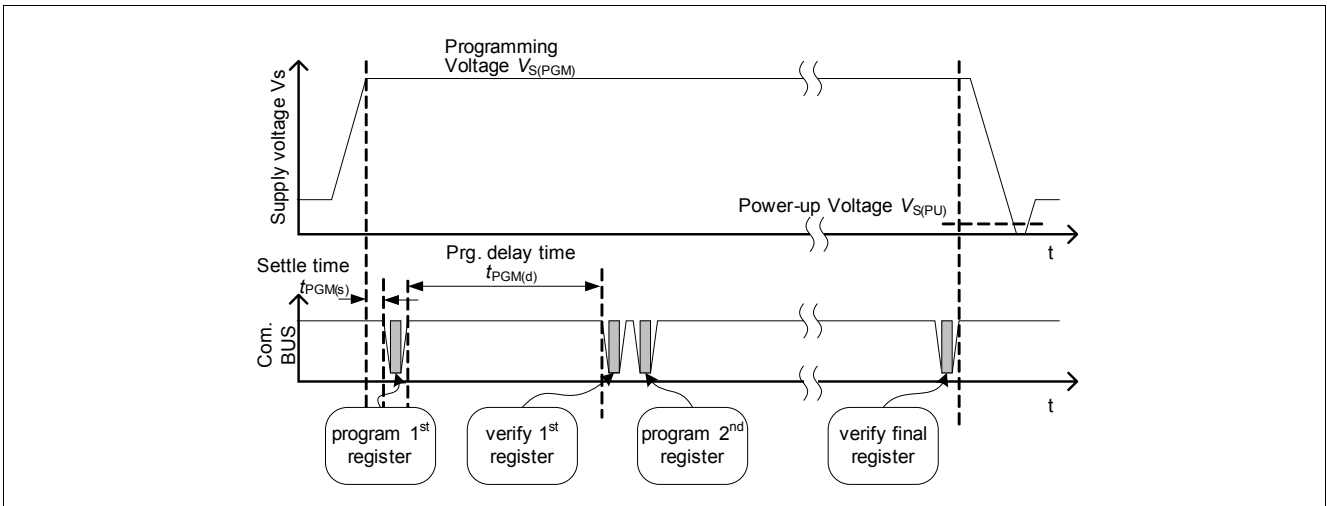 Programming
Voltage VS(PGM)
Supply voltage Vs
Power-up Voltage VS(PU)
t
Settle time
tPGM(s)
Prg. delay time
tPGM(d)
Com.
BUS
t
program 1st
register
verify 1st
register
program 2nd
register
verify final
register